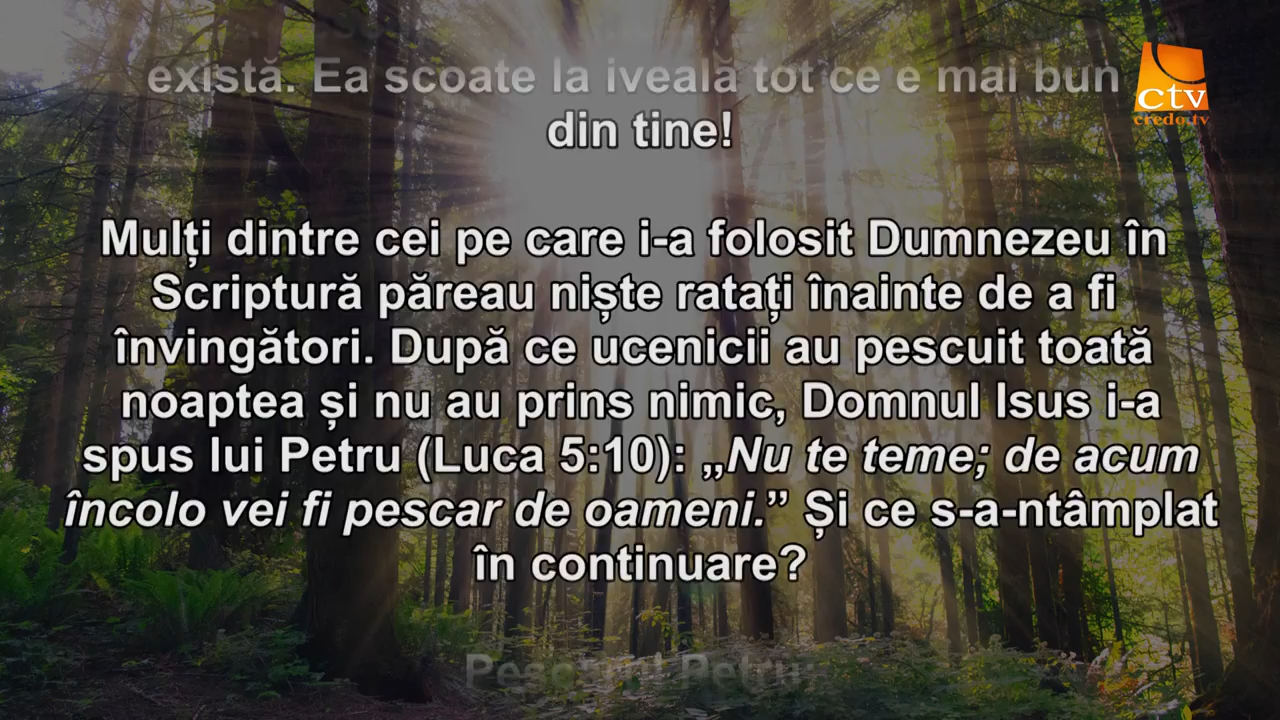 există. Ea scoate la iveală tot ce e mai bun
din tine!
Mulți dintre cei pe care i-a folosit Dumnezeu în
Scriptură păreau niște ratați înainte de a fi
învingători. După ce ucenicii au pescuit toată
noaptea și nu au prins nimic, Domnul Isus i-a
spus lui Petru (Luca 5:10): „Nu te teme; de acum
încolo vei fi pescar de oameni.” Și ce s-a-ntâmplat
în continuare?
Petru
ctv
credo.tv